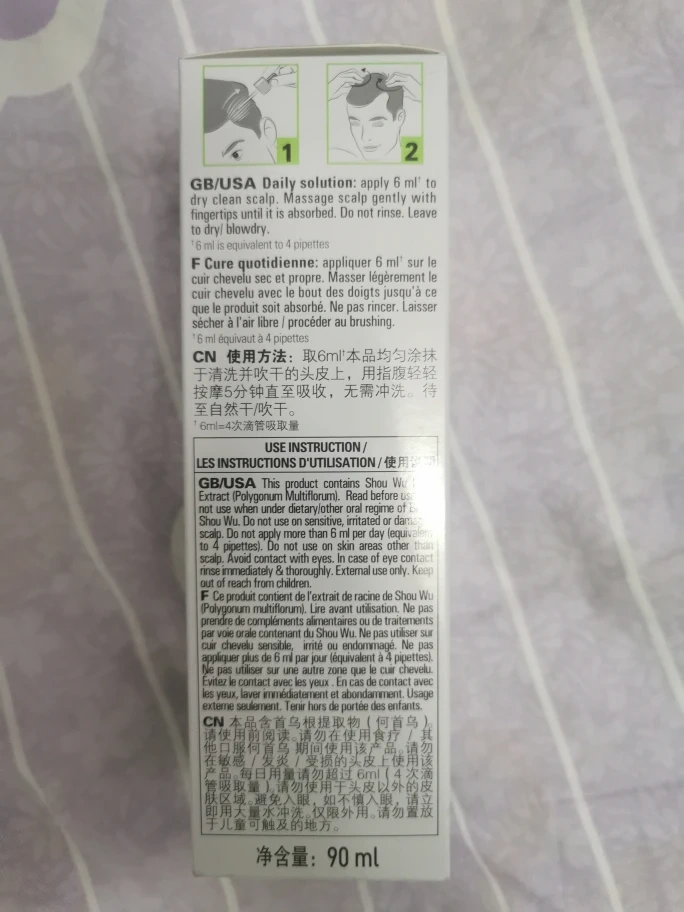 1
2
GB/USA Daily solution: apply 6 ml† to
dry clean scalp. Massage scalp gently with
fingertips until it is absorbed. Do not rinse. Leave
to dry/ blowdry.
†6 ml is equivalent to 4 pipettes
F Cure quotidienne: appliquer 6 ml† sur le
cuir chevelu sec et propre. Masser légèrement le
cuir chevelu avec le bout des doigts jusqu'à ce
que le produit soit absorbé. Ne pas rincer. Laisser
sécher à l'air libre / procéder au brushing.
†6 ml équivaut à 4 pipettes
CN 使用方法：取6ml†本品均匀涂抹
于清洗并吹干的头皮上，用指腹轻轻
按摩5分钟直至吸收，无需冲洗。待
至自然干/吹干。
†6ml=4次滴管吸取量
USE INSTRUCTION /
LES INSTRUCTIONS D'UTILISATION / 使用
GB/USA This product contains Shou Wu
Extract (Polygonum Multiflorum). Read before
not use when under dietary/other oral regime of
Shou Wu. Do not use on sensitive, irritated or
scalp. Do not apply more than 6 ml per day (equivalent
to 4 pipettes). Do not use on skin areas other than
scalp. Avoid contact with eyes. In case of eye contact
rinse immediately & thoroughly. External use only. Keep
out of reach from children.
F Ce produit contient de l'extrait de racine de Shou Wu
(Polygonum multiflorum). Lire avant utilisation. Ne pas
prendre de compléments alimentaires ou de traitements
par voie orale contenant du Shou Wu. Ne pas utiliser sur
cuir chevelu sensible, irrité ou endommagé. Ne pas
appliquer plus de 6 ml par jour (équivalent à 4 pipettes).
Ne pas utiliser sur une autre zone que le cuir chevelu.
Evitez le contact avec les yeux . En cas de contact avec
les yeux, laver immédiatement et abondamment. Usage
externe seulement. Tenir hors de portée des enfants.
CN 本品含首乌根提取物 ( 何首乌 )。
请使用前阅读。请勿在使用食疗 / 其
他口服何首乌 期间使用该产品。请勿
在敏感 / 发炎 / 受损的头皮上使用该
产品。每日用量请勿超过 6ml ( 4 次滴
管吸取量 )。请勿使用于头皮以外的皮
肤区域。避免入眼，如不慎入眼，请立
即用大量水冲洗。仅限外用。请勿置放
于儿童可触及的地方。
净含量：90 ml